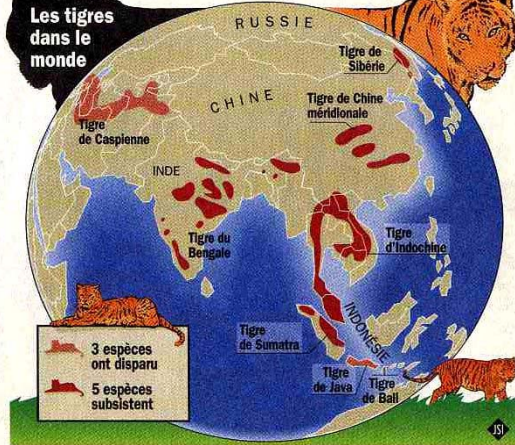 Les tigres
dans le
monde
RUSSIE
Tigre de
Sibérie
CHINE
Tigre de Chine
méridionale
Tigre
de Caspienne
INDE
Tigre du
Bengale
Tigre
d'Indochine
INDONÉSIE
Tigre
de Sumatra
Tigre
de Java
Tigre
de Bali
3 espèces
ont disparu
5 espèces
subsistent
JSI